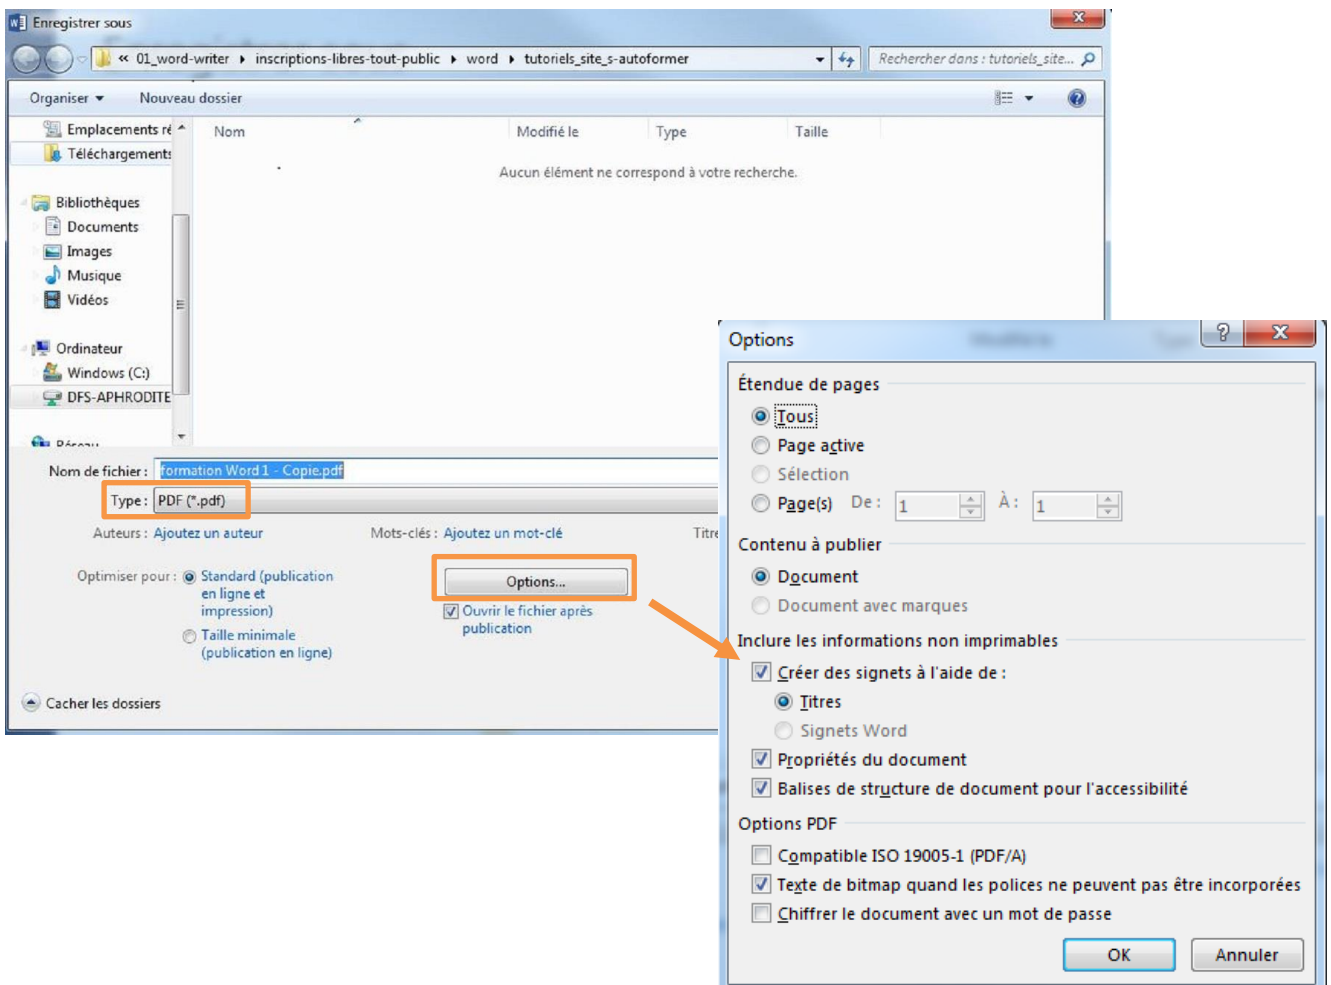 Enregistrer sous
« 01_word-writer ▸ inscriptions-libres-tout-public ▸ word ▸ tutoriels_site_s-autoformer
Rechercher dans : tutoriels_site...
Organiser
Nouveau dossier
Emplacements ré
Téléchargements
Bibliothèques
Documents
Images
Musique
Vidéos
Ordinateur
Windows (C:)
DFS-APHRODITE
Réseau
Nom
Modifié le
Type
Taille
Aucun élément ne correspond à votre recherche.
Nom de fichier : formation Word 1 - Copie.pdf
Type : PDF (*.pdf)
Auteurs : Ajoutez un auteur
Mots-clés : Ajoutez un mot-clé
Titre
Optimiser pour : Standard (publication
en ligne et
impression)
Taille minimale
(publication en ligne)
Options...
Ouvrir le fichier après
publication
Cacher les dossiers
Options
Étendue de pages
Tous
Page active
Sélection
Page(s) De : 1 À : 1
Contenu à publier
Document
Document avec marques
Inclure les informations non imprimables
Créer des signets à l'aide de :
Titres
Signets Word
Propriétés du document
Balises de structure de document pour l'accessibilité
Options PDF
Compatible ISO 19005-1 (PDF/A)
Texte de bitmap quand les polices ne peuvent pas être incorporées
Chiffrer le document avec un mot de passe
OK
Annuler